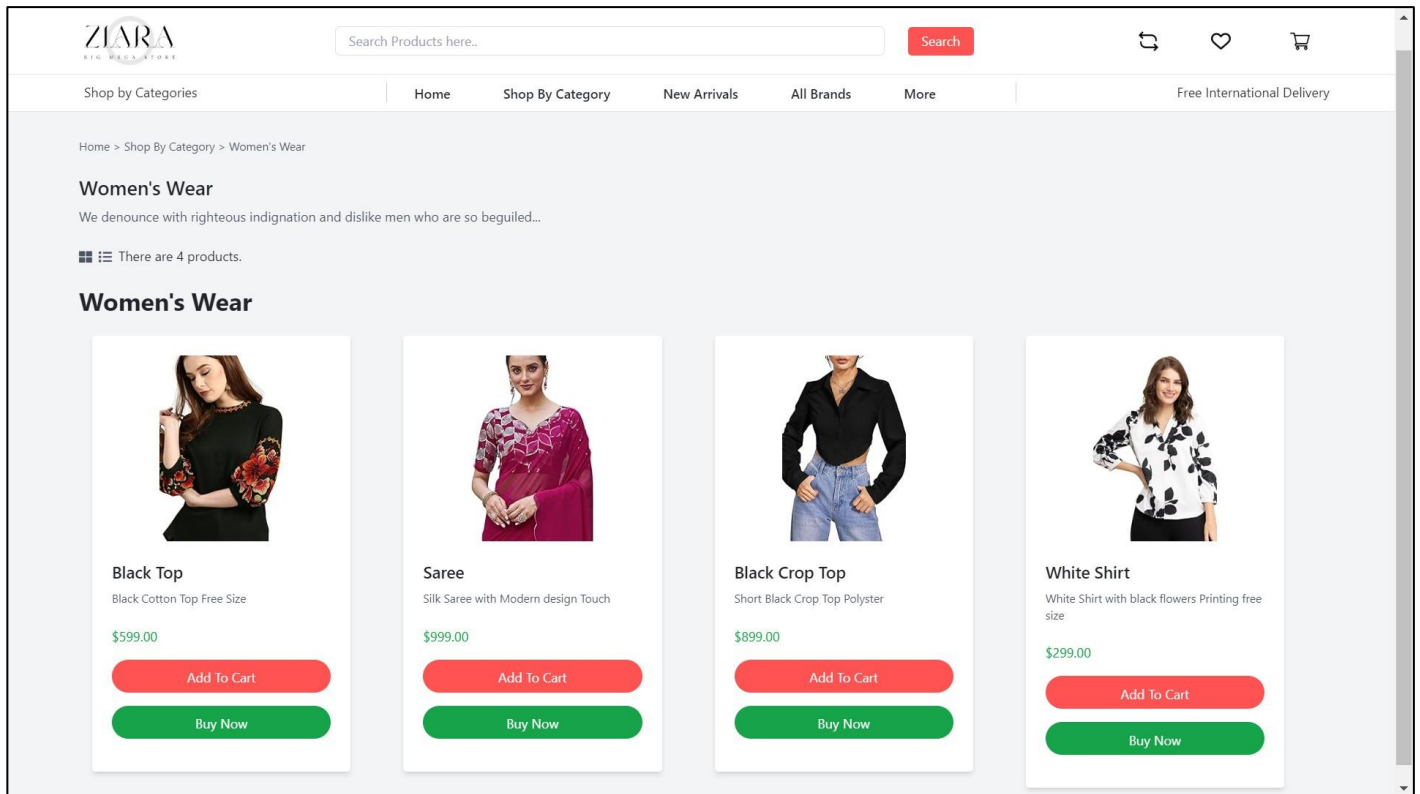 ZIARA
BIG MEGA STORE
Search Products here..
Search
Shop by Categories
Home
Shop By Category
New Arrivals
All Brands
More
Free International Delivery
Home > Shop By Category > Women's Wear
Women's Wear
We denounce with righteous indignation and dislike men who are so beguiled...
There are 4 products.
Women's Wear
Black Top
Black Cotton Top Free Size
$599.00
Add To Cart
Buy Now
Saree
Silk Saree with Modern design Touch
$999.00
Add To Cart
Buy Now
Black Crop Top
Short Black Crop Top Polyster
$899.00
Add To Cart
Buy Now
White Shirt
White Shirt with black flowers Printing free
size
$299.00
Add To Cart
Buy Now